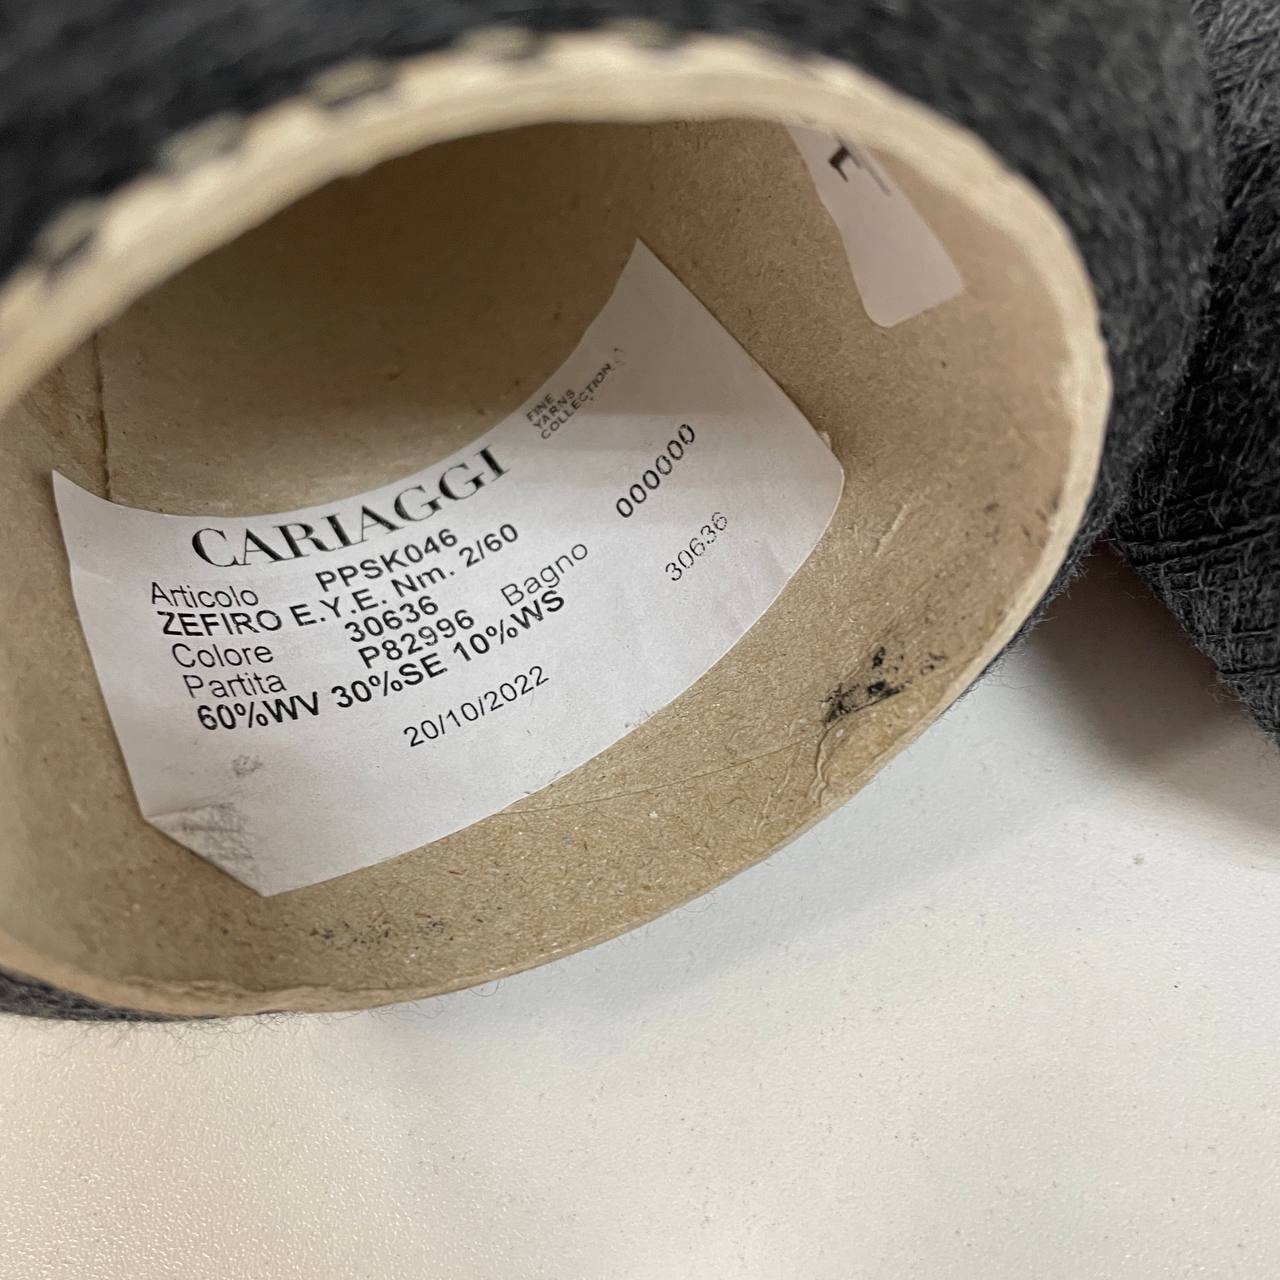 CARIAGGI
FINE
YARNS
COLLECTION
Articolo PPSK046
ZEFIRO E.Y.E. Nm. 2/60
Colore 30636
Partita P82996 Bagno 000000
60%WV 30%SE 10%WS
30636
20/10/2022